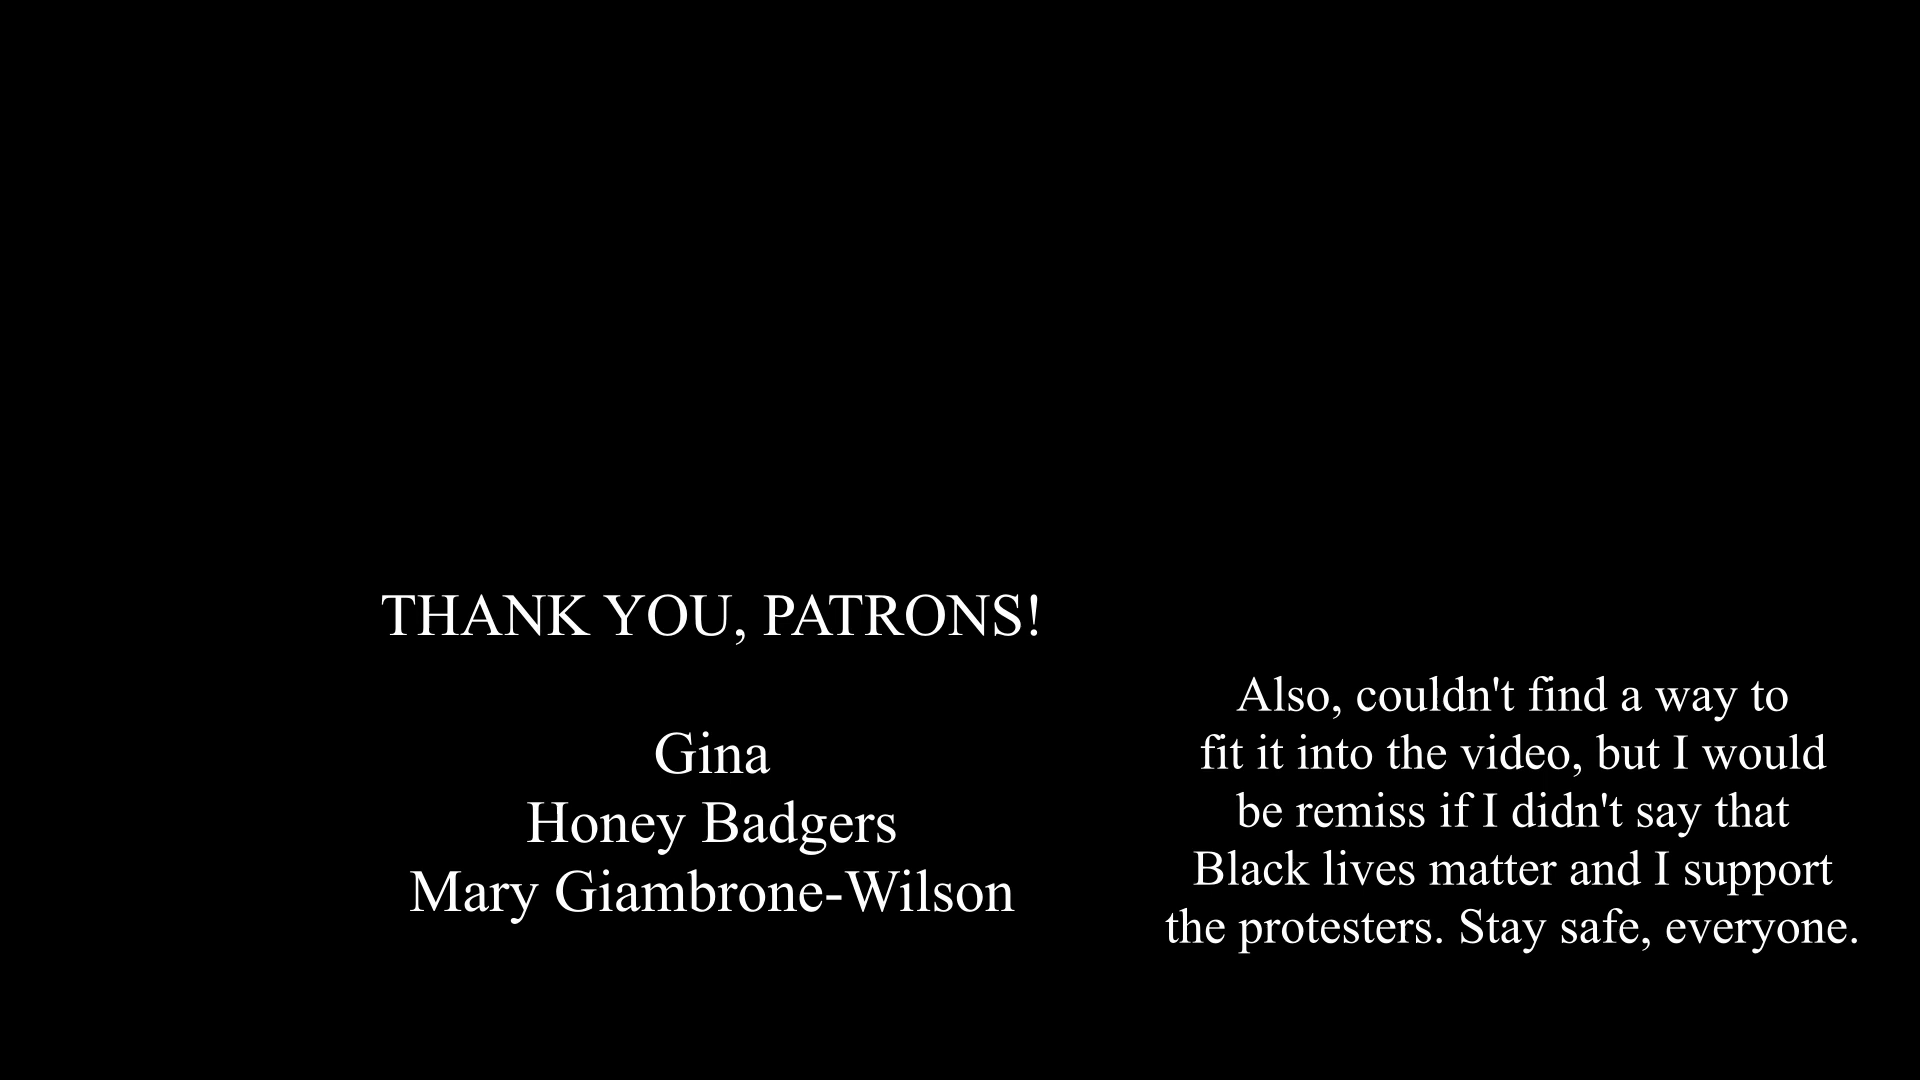 THANK YOU, PATRONS!
Gina
Honey Badgers
Mary Giambrone-Wilson
Also, couldn't find a way to
fit it into the video, but I would
be remiss if I didn't say that
Black lives matter and I support
the protesters. Stay safe, everyone.